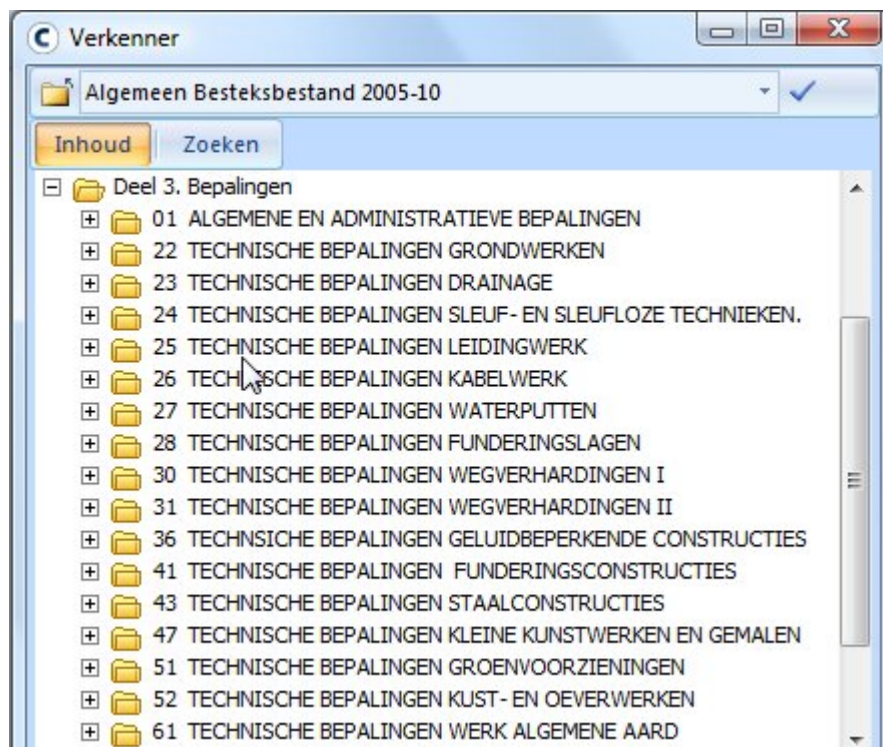 C Verkenner
Algemeen Besteksbestand 2005-10
Inhoud Zoeken
Deel 3. Bepalingen
01 ALGEMENE EN ADMINISTRATIEVE BEPALINGEN
22 TECHNISCHE BEPALINGEN GRONDWERKEN
23 TECHNISCHE BEPALINGEN DRAINAGE
24 TECHNISCHE BEPALINGEN SLEUF- EN SLEUFLOZE TECHNIEKEN.
25 TECHNISCHE BEPALINGEN LEIDINGWERK
26 TECHNISCHE BEPALINGEN KABELWERK
27 TECHNISCHE BEPALINGEN WATERPUTTEN
28 TECHNISCHE BEPALINGEN FUNDERINGSLAGEN
30 TECHNISCHE BEPALINGEN WEGVERHARDINGEN I
31 TECHNISCHE BEPALINGEN WEGVERHARDINGEN II
36 TECHNSICHE BEPALINGEN GELUIDBEPERKENDE CONSTRUCTIES
41 TECHNISCHE BEPALINGEN FUNDERINGSCONSTRUCTIES
43 TECHNISCHE BEPALINGEN STAALCONSTRUCTIES
47 TECHNISCHE BEPALINGEN KLEINE KUNSTWERKEN EN GEMALEN
51 TECHNISCHE BEPALINGEN GROENVOORZIENINGEN
52 TECHNISCHE BEPALINGEN KUST- EN OEVERWERKEN
61 TECHNISCHE BEPALINGEN WERK ALGEMENE AARD